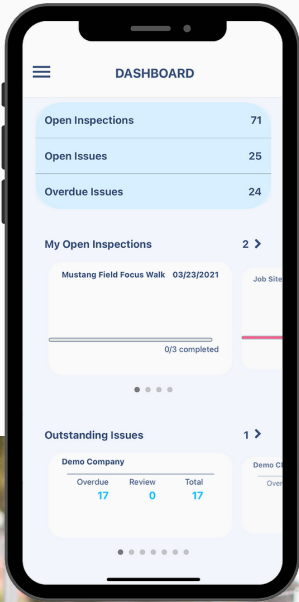 DASHBOARD
Open Inspections 71
Open Issues 25
Overdue Issues 24
My Open Inspections 2
Mustang Field Focus Walk 03/23/2021
Job Site
0/3 completed
Outstanding Issues 1
Demo Company
Overdue Review Total
17 0 17